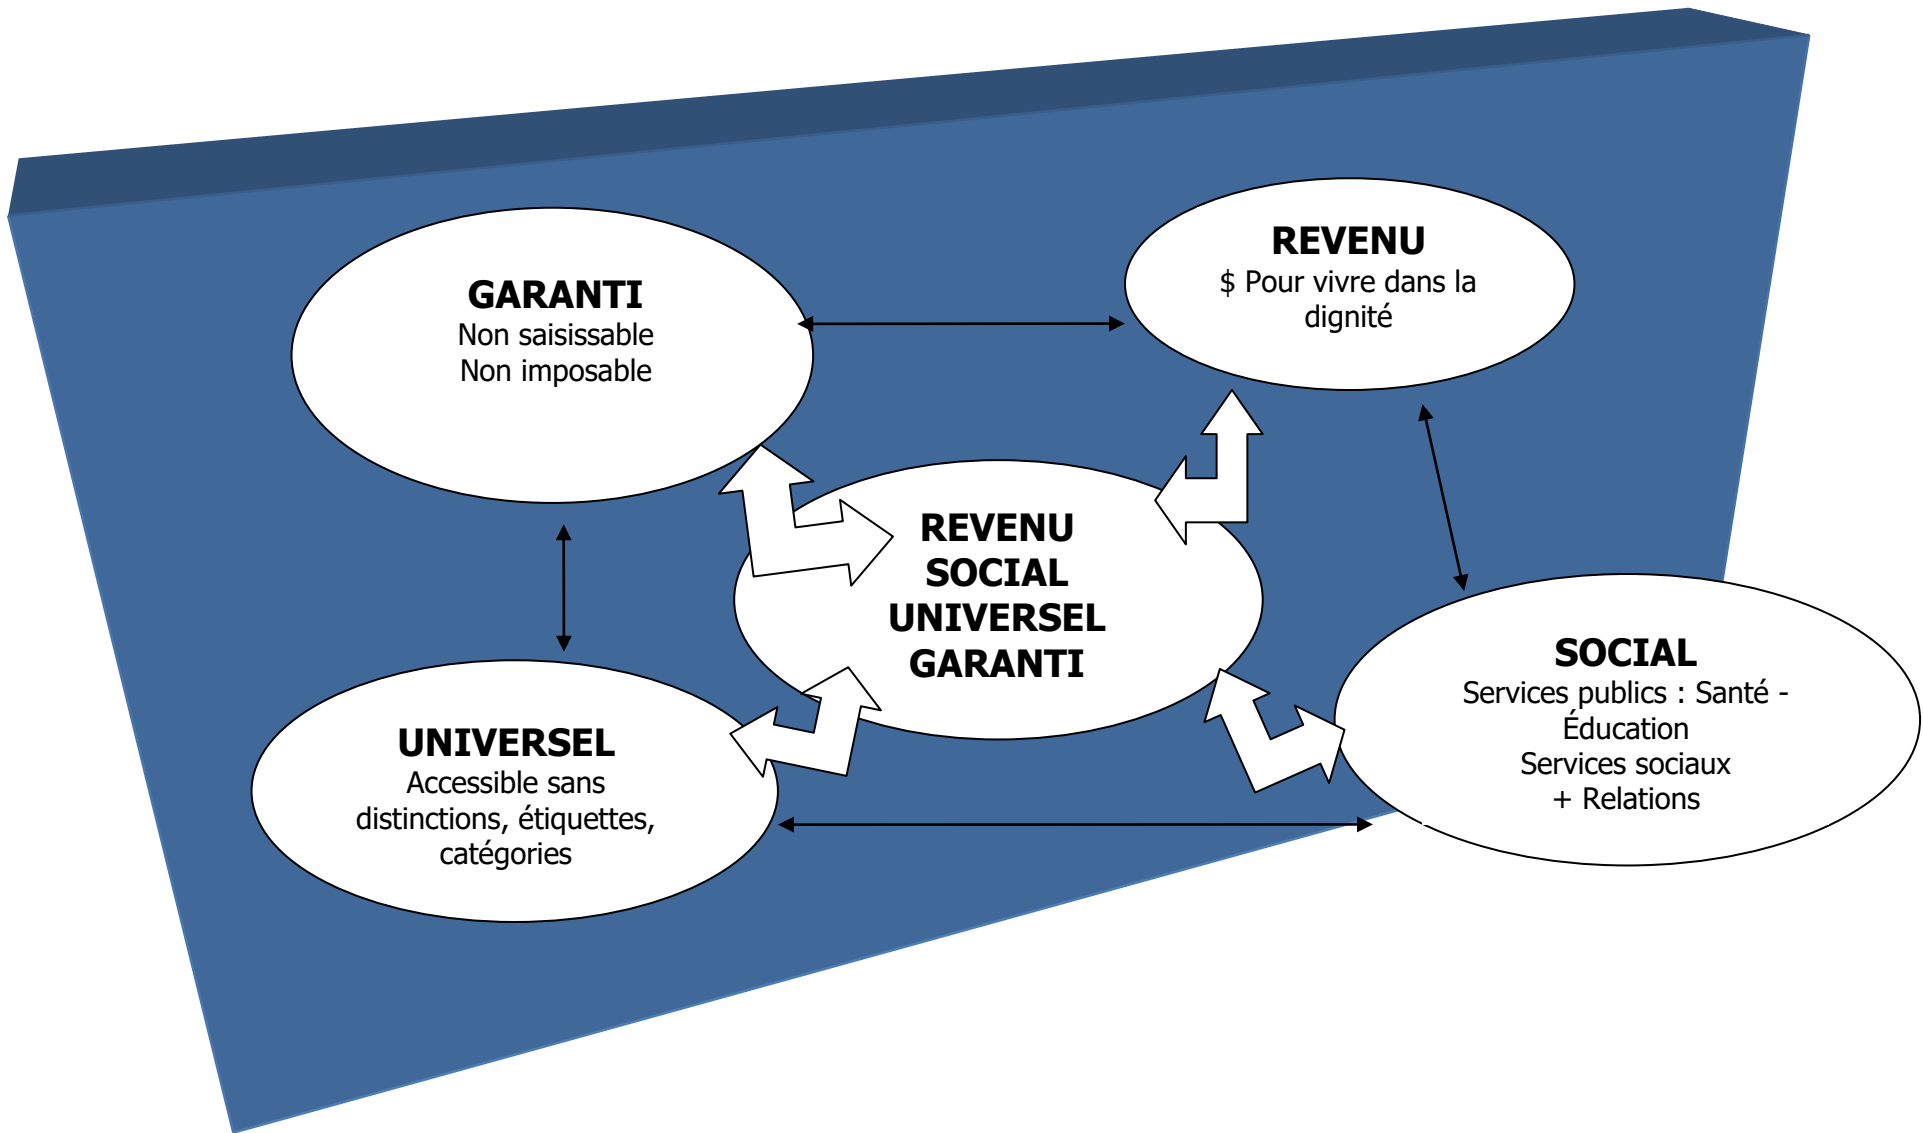 GARANTI
Non saisissable
Non imposable
REVENU
$ Pour vivre dans la
dignité
REVENU
SOCIAL
UNIVERSEL
GARANTI
UNIVERSEL
Accessible sans
distinctions, étiquettes,
catégories
SOCIAL
Services publics : Santé -
Éducation
Services sociaux
+ Relations